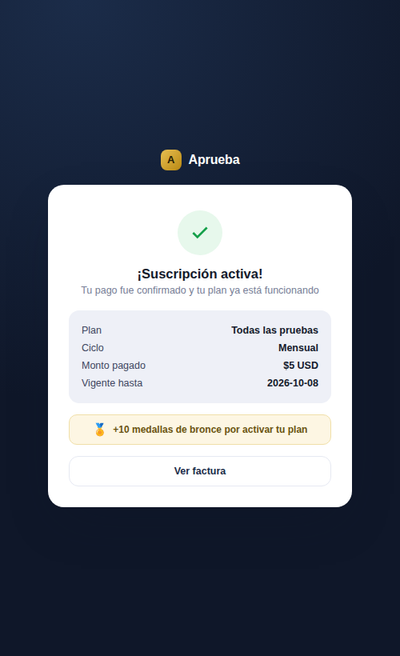 A Aprueba
¡Suscripción activa!
Tu pago fue confirmado y tu plan ya está funcionando
Plan Todas las pruebas
Ciclo Mensual
Monto pagado $5 USD
Vigente hasta 2026-10-08
+10 medallas de bronce por activar tu plan
Ver factura